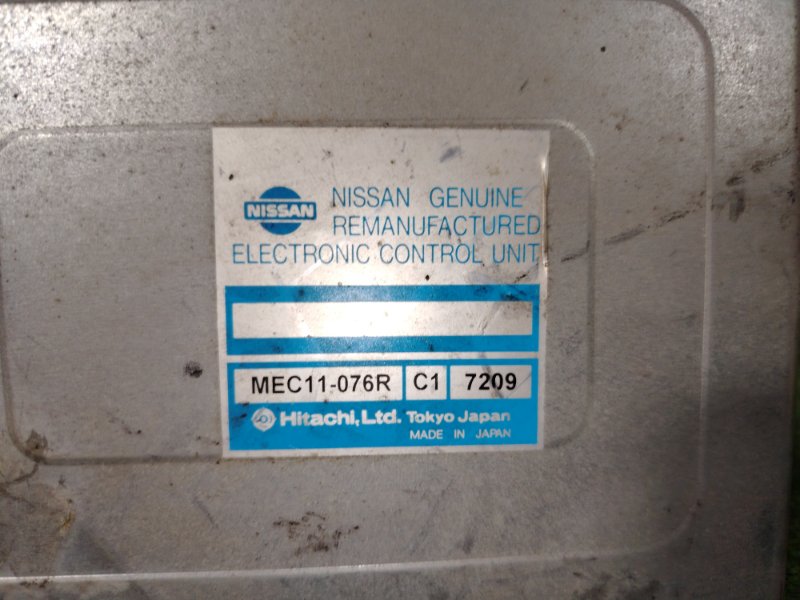 NISSAN
NISSAN GENUINE
REMANUFACTURED
ELECTRONIC CONTROL UNIT
MEC11-076R C1 7209
Hitachi, Ltd. Tokyo Japan
MADE IN JAPAN